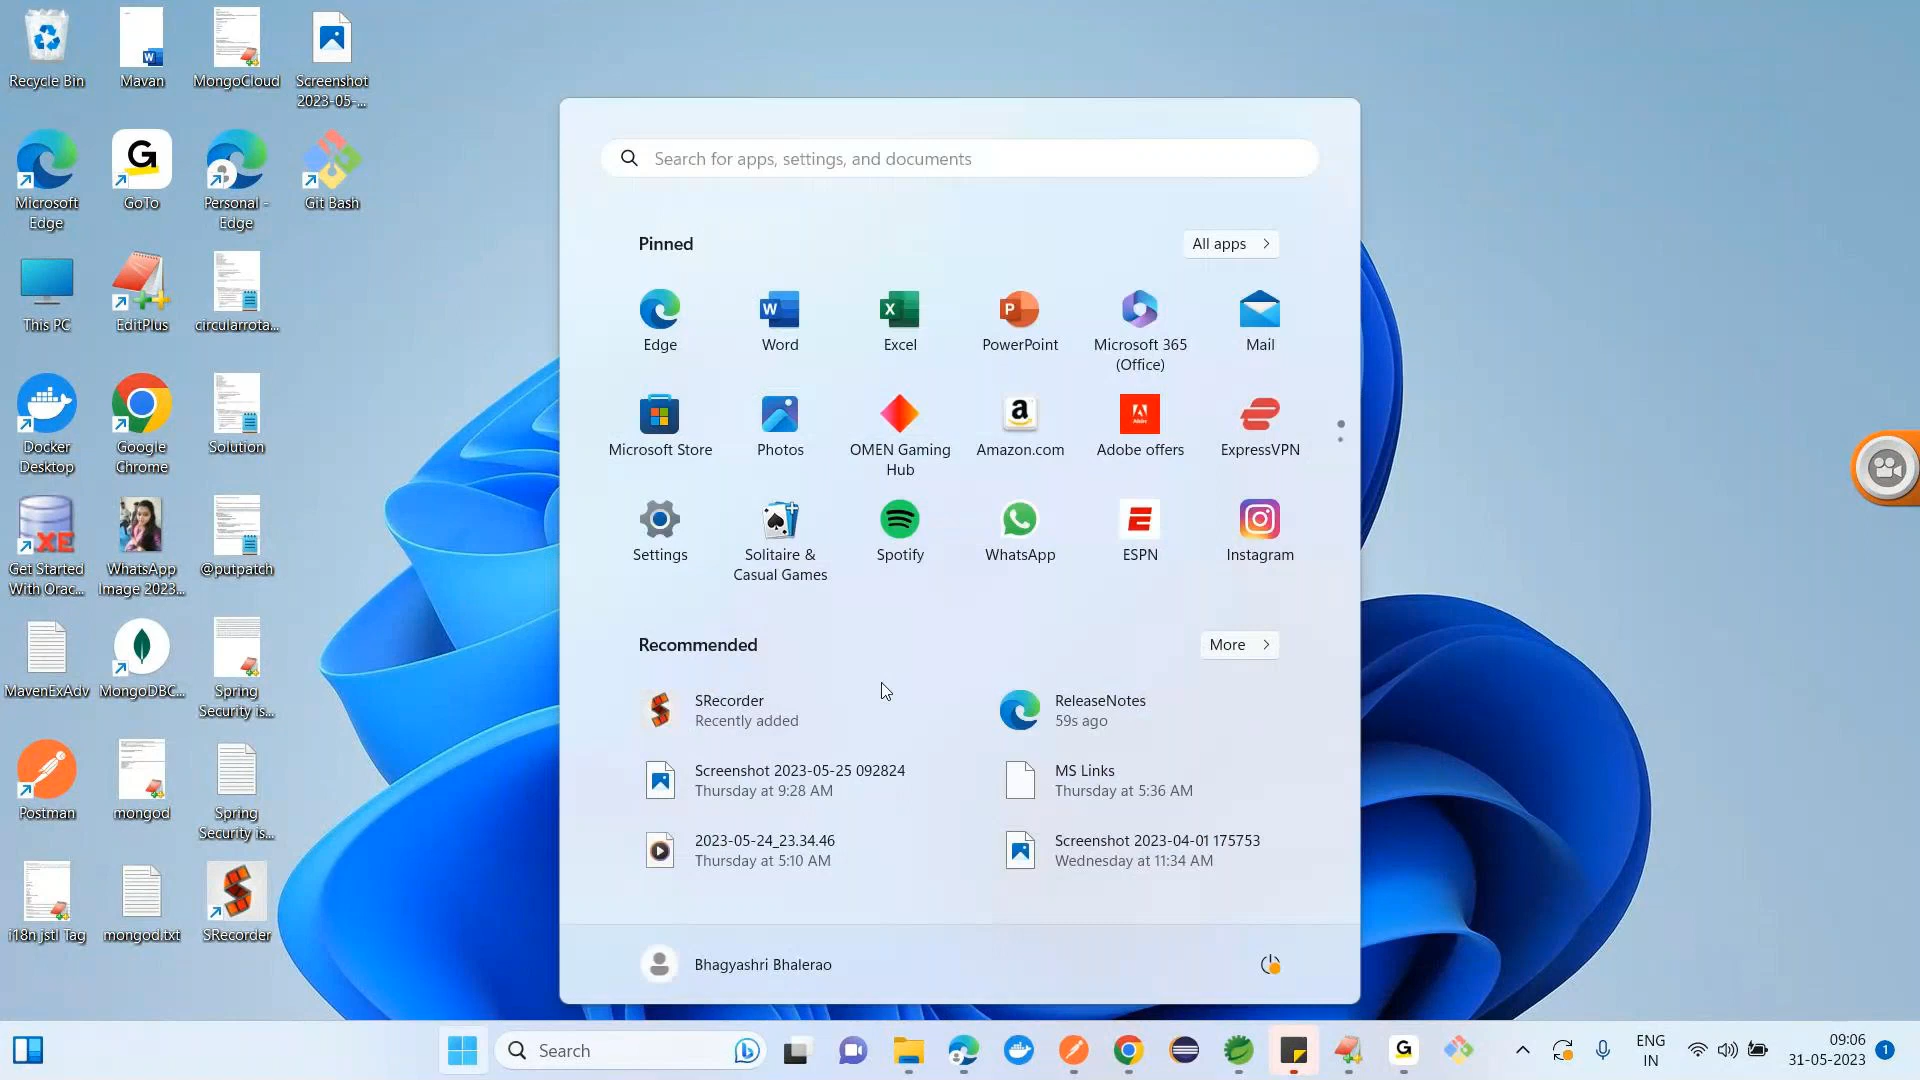 Recycle Bin
Mavan
MongoCloud
Screenshot
2023-05-...
Microsoft
Edge
GoTo
Personal -
Edge
Git Bash
This PC
EditPlus
circularrota...
Docker
Desktop
Google
Chrome
Solution
XE
Get Started
With Orac...
WhatsApp
Image 2023...
@putpatch
MavenExAdv
MongoDBC...
Spring
Security is...
Postman
mongod
Spring
Security is...
i18n jstl Tag
mongod.txt
SRecorder
Search for apps, settings, and documents
Pinned
All apps
Edge
Word
Excel
PowerPoint
Microsoft 365
(Office)
Mail
Microsoft Store
Photos
OMEN Gaming
Hub
Amazon.com
Adobe offers
ExpressVPN
Settings
Solitaire &
Casual Games
Spotify
WhatsApp
ESPN
Instagram
Recommended
More
SRecorder
Recently added
ReleaseNotes
59s ago
Screenshot 2023-05-25 092824
Thursday at 9:28 AM
MS Links
Thursday at 5:36 AM
2023-05-24_23.34.46
Thursday at 5:10 AM
Screenshot 2023-04-01 175753
Wednesday at 11:34 AM
Bhagyashri Bhalerao
Search
ENG
IN
09:06
31-05-2023
1